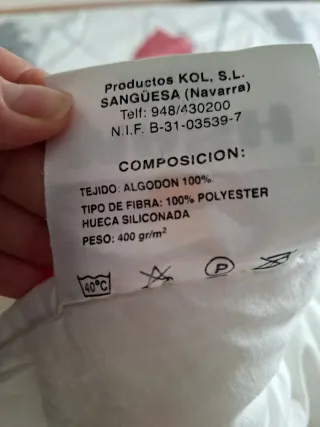 Productos KOL, S.L.
SANGÜESA (Navarra)
Telf: 948/430200
N.I.F. B-31-03539-7
COMPOSICION:
TEJIDO: ALGODON 100%.
TIPO DE FIBRA: 100% POLYESTER
HUECA SILICONADA
PESO: 400 gr/m²
40°C
P